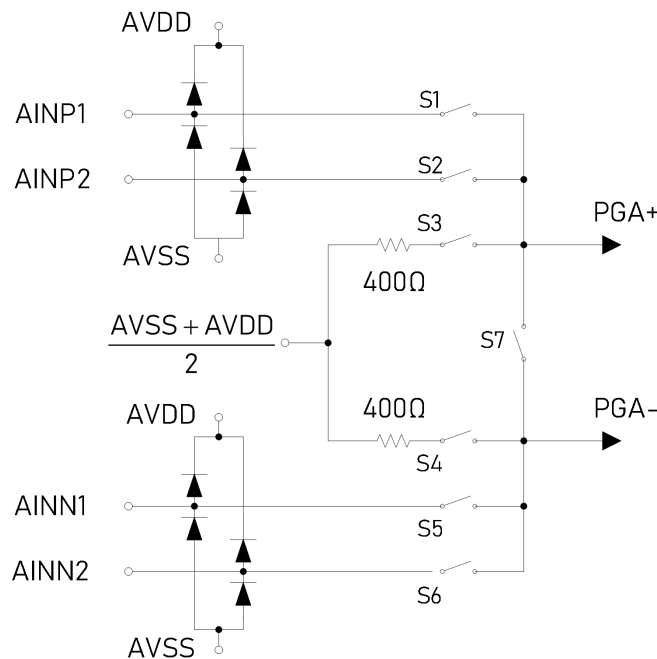 AVDD
AINP1
S1
AINP2
S2
PGA+
S3
AVSS
400Ω
AVSS + AVDD
2
S7
AVDD
400Ω
PGA-
S4
AINN1
S5
AINN2
S6
AVSS